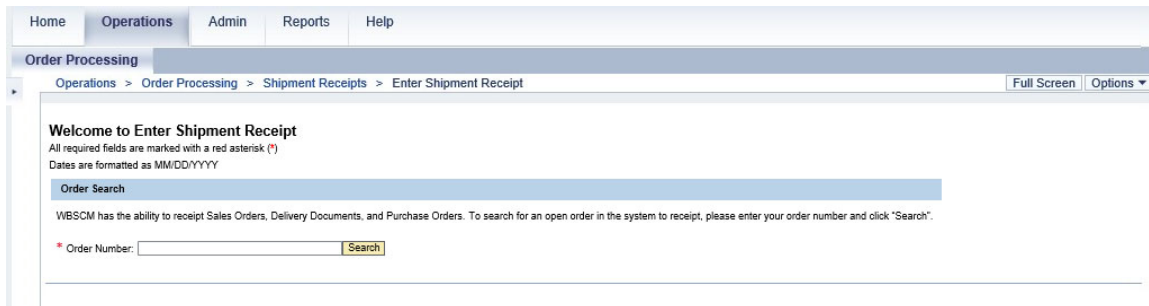 Home Operations Admin Reports Help
Order Processing
Operations > Order Processing > Shipment Receipts > Enter Shipment Receipt Full Screen Options
Welcome to Enter Shipment Receipt
All required fields are marked with a red asterisk (*)
Dates are formatted as MM/DD/YYYY
Order Search
WBSCM has the ability to receipt Sales Orders, Delivery Documents, and Purchase Orders. To search for an open order in the system to receipt, please enter your order number and click "Search".
* Order Number: Search